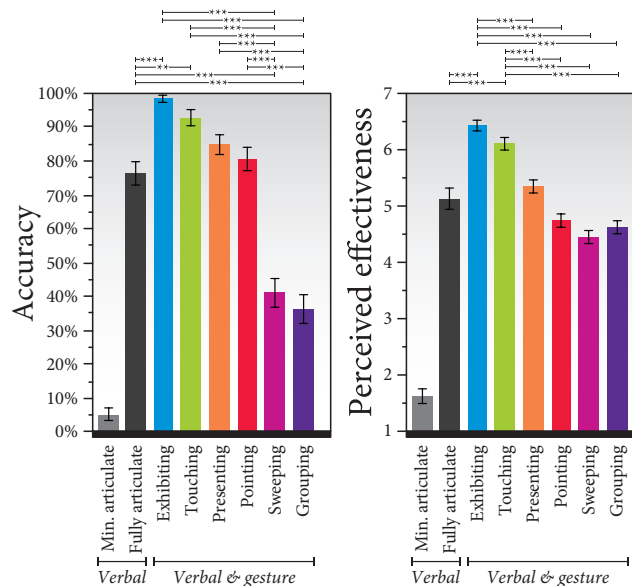 ***
***
***
***
***
***
***
***
***
**
***
***
***
Accuracy
100%
90%
80%
70%
60%
50%
40%
30%
20%
10%
0%
Min. articulate
Fully articulate
Exhibiting
Touching
Presenting
Pointing
Sweeping
Grouping
Verbal
Verbal & gesture
***
***
***
***
***
***
***
***
***
***
Perceived effectiveness
7
6
5
4
3
2
1
Min. articulate
Fully articulate
Exhibiting
Touching
Presenting
Pointing
Sweeping
Grouping
Verbal
Verbal & gesture